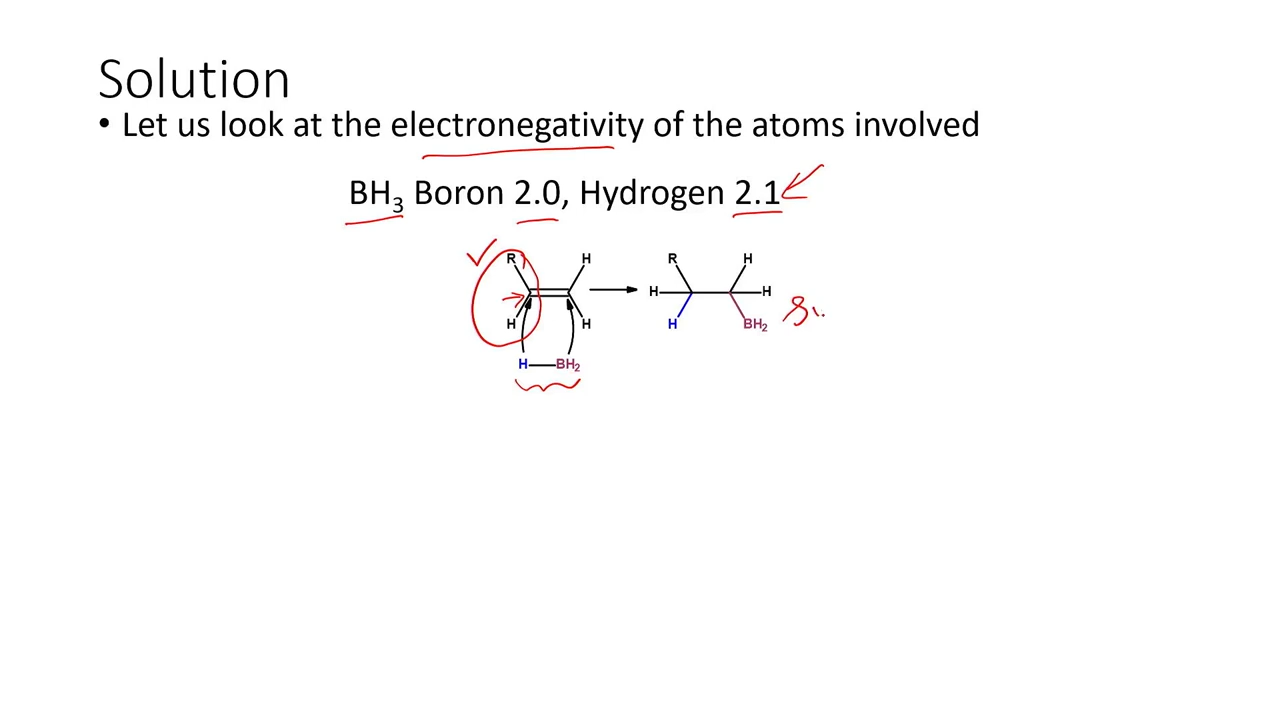 Solution
• Let us look at the electronegativity of the atoms involved
BH₃ Boron 2.0, Hydrogen 2.1
R H R H
H H
H H H BH₂
H BH₂